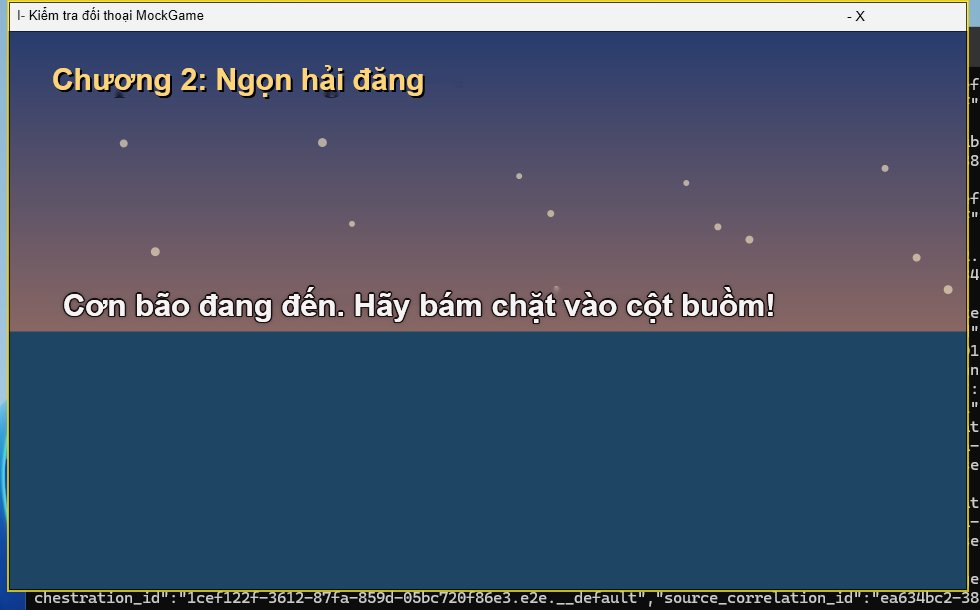 I- Kiểm tra đối thoại MockGame
- X
Chương 2: Ngọn hải đăng
Cơn bão đang đến. Hãy bám chặt vào cột buồm!
chestration_id":"1cef122f-3612-87fa-859d-05bc720f86e3.e2e.__default","source_correlation_id":"ea634bc2-38